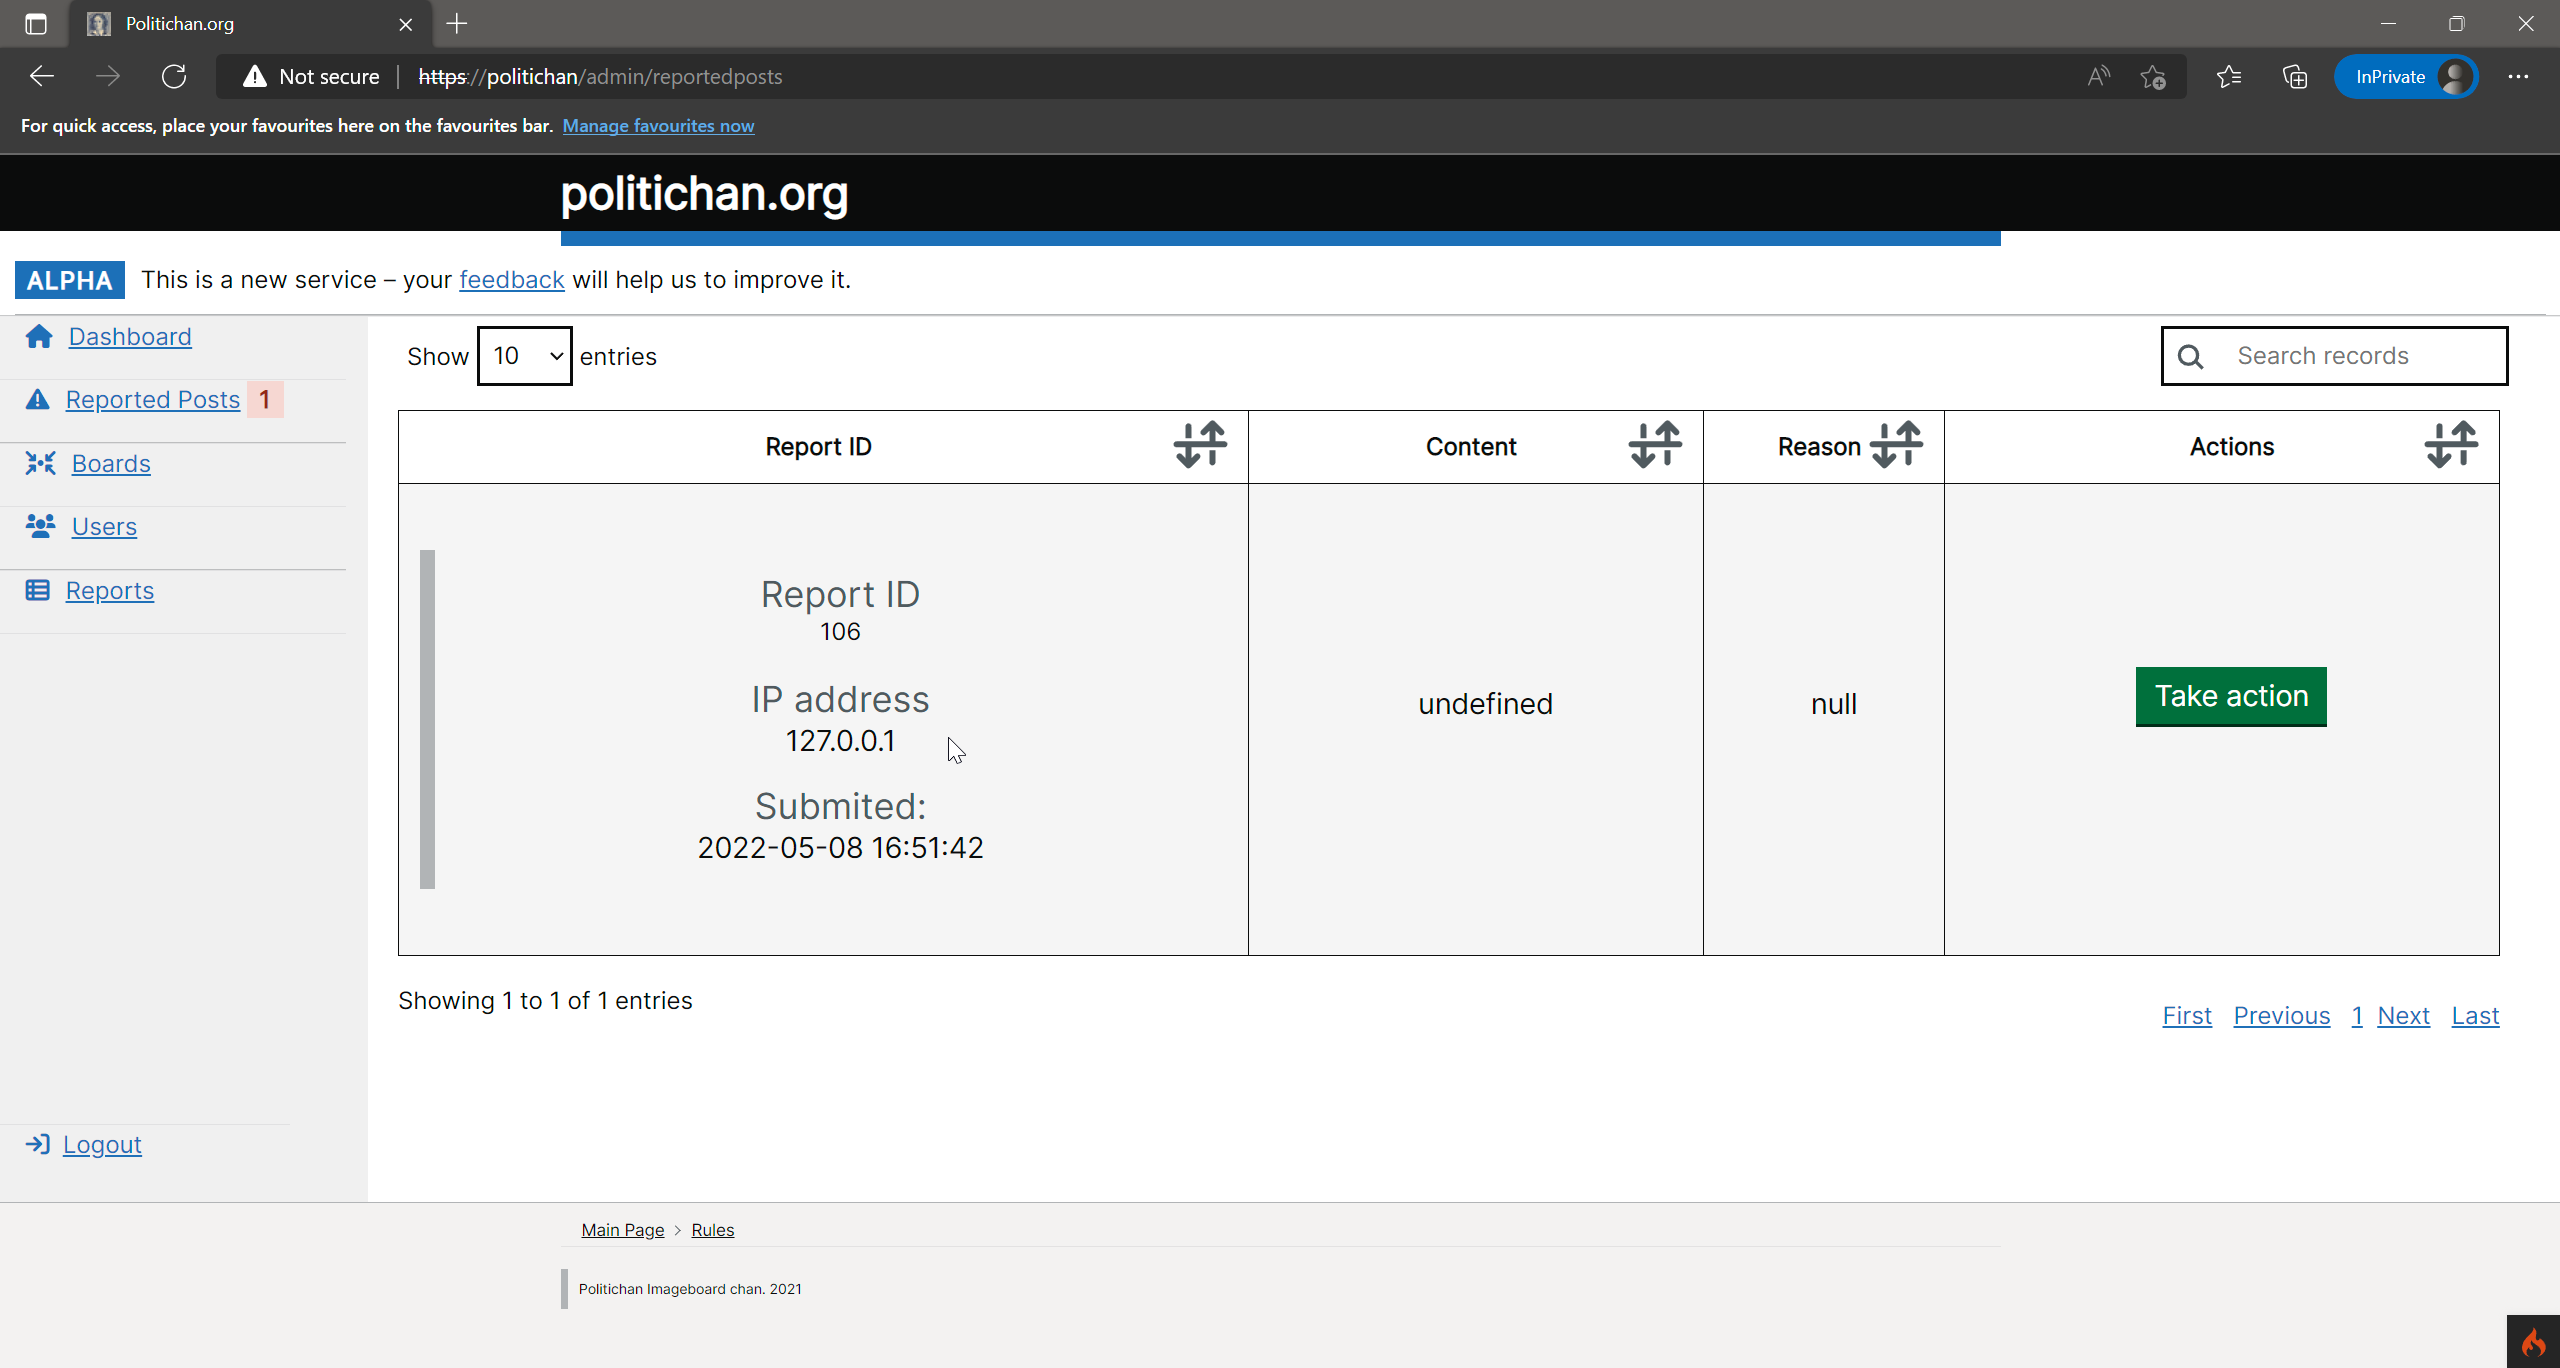 Politichan.org
Not secure https://politichan/admin/reportedposts
InPrivate
For quick access, place your favourites here on the favourites bar. Manage favourites now
politichan.org
ALPHA This is a new service – your feedback will help us to improve it.
Dashboard
Reported Posts 1
Boards
Users
Reports
Logout
Show 10 entries
Search records
Report ID Content Reason Actions
Report ID
106
IP address
127.0.0.1
Submited:
2022-05-08 16:51:42
undefined
null
Take action
Showing 1 to 1 of 1 entries
First Previous 1 Next Last
Main Page > Rules
Politichan Imageboard chan. 2021